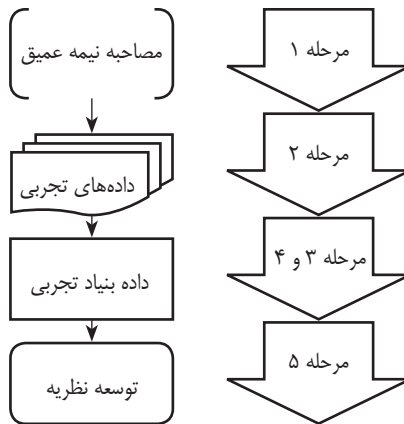 مرحله ۱
مصاحبه نیمه عمیق
مرحله ۲
داده‌های تجربی
مرحله ۳ و ۴
داده بنیاد تجربی
مرحله ۵
توسعه نظریه